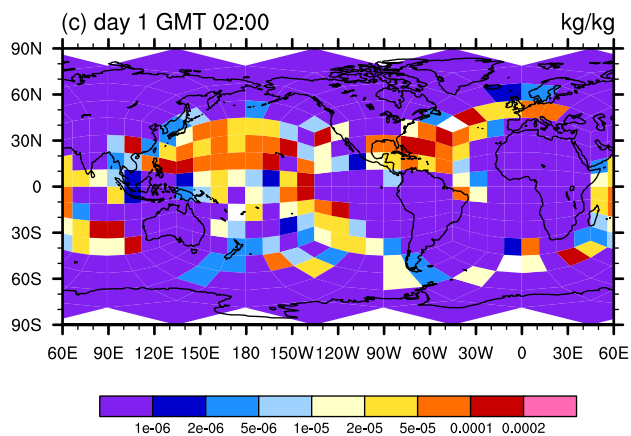 (c) day 1 GMT 02:00 kg/kg
90N
60N
30N
0
30S
60S
90S
60E 90E 120E 150E 180 150W 120W 90W 60W 30W 0 30E 60E
1e-06 2e-06 5e-06 1e-05 2e-05 5e-05 0.0001 0.0002